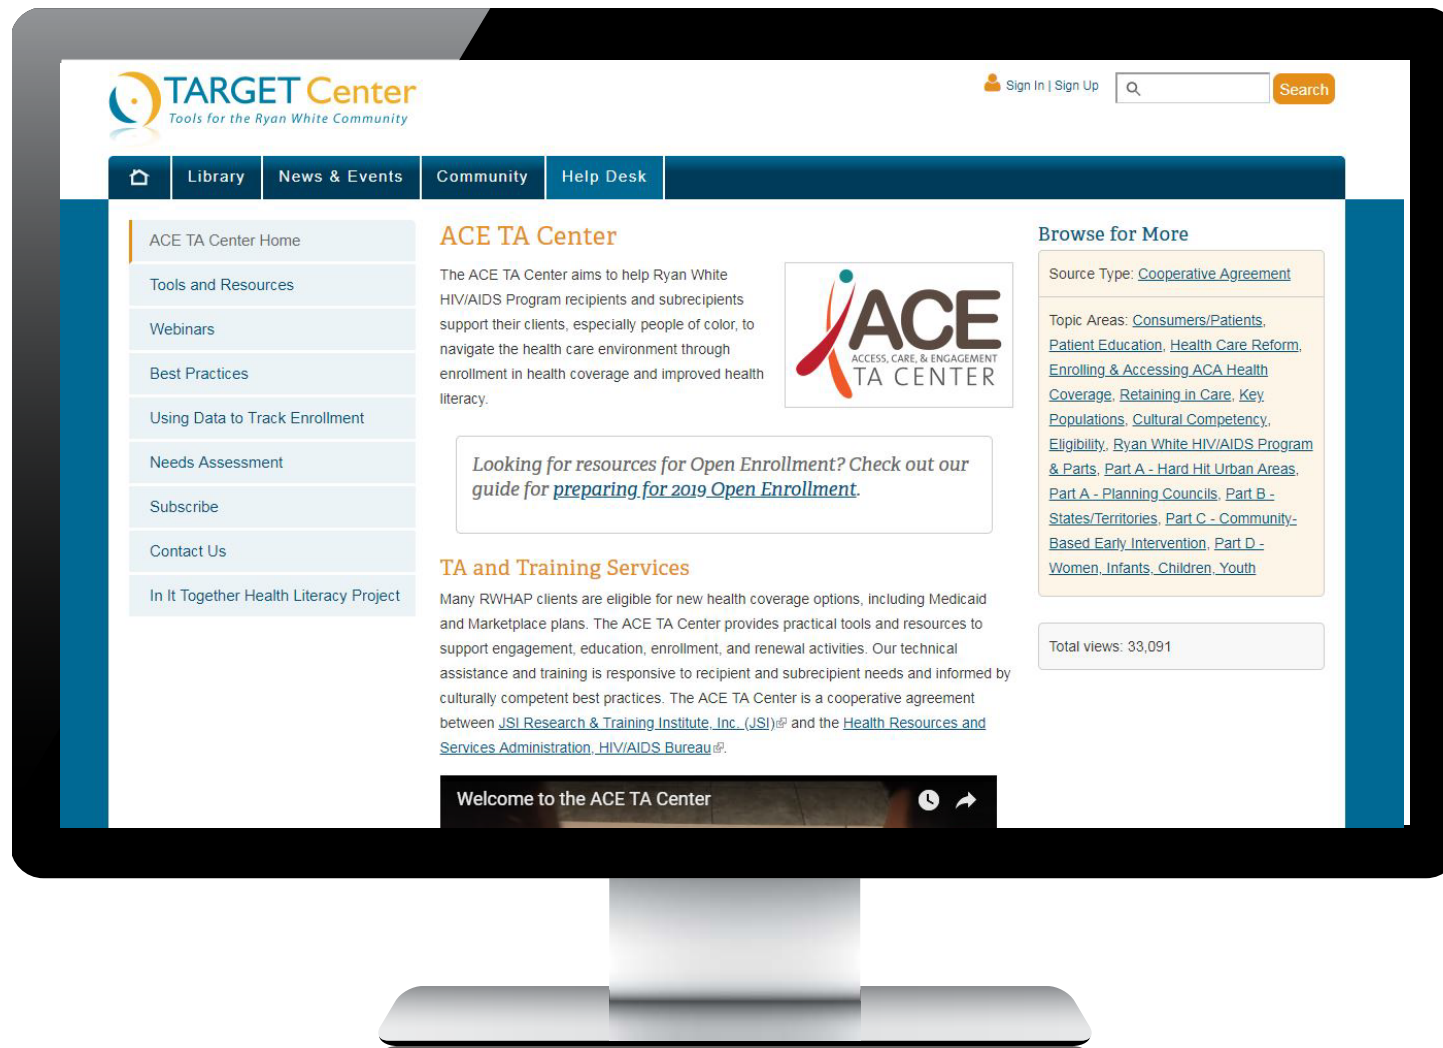 TARGET Center
Tools for the Ryan White Community
Sign In | Sign Up
Search
Library
News & Events
Community
Help Desk
ACE TA Center Home
Tools and Resources
Webinars
Best Practices
Using Data to Track Enrollment
Needs Assessment
Subscribe
Contact Us
In It Together Health Literacy Project
ACE TA Center
The ACE TA Center aims to help Ryan White
HIV/AIDS Program recipients and subrecipients
support their clients, especially people of color, to
navigate the health care environment through
enrollment in health coverage and improved health
literacy.
ACE
ACCESS, CARE, & ENGAGEMENT
TA CENTER
Looking for resources for Open Enrollment? Check out our
guide for preparing for 2019 Open Enrollment.
TA and Training Services
Many RWHAP clients are eligible for new health coverage options, including Medicaid
and Marketplace plans. The ACE TA Center provides practical tools and resources to
support engagement, education, enrollment, and renewal activities. Our technical
assistance and training is responsive to recipient and subrecipient needs and informed by
culturally competent best practices. The ACE TA Center is a cooperative agreement
between JSI Research & Training Institute, Inc. (JSI) and the Health Resources and
Services Administration, HIV/AIDS Bureau.
Welcome to the ACE TA Center
Browse for More
Source Type: Cooperative Agreement
Topic Areas: Consumers/Patients,
Patient Education, Health Care Reform,
Enrolling & Accessing ACA Health
Coverage, Retaining in Care, Key
Populations, Cultural Competency,
Eligibility, Ryan White HIV/AIDS Program
& Parts, Part A - Hard Hit Urban Areas,
Part A - Planning Councils, Part B -
States/Territories, Part C - Community-
Based Early Intervention, Part D -
Women, Infants, Children, Youth
Total views: 33,091